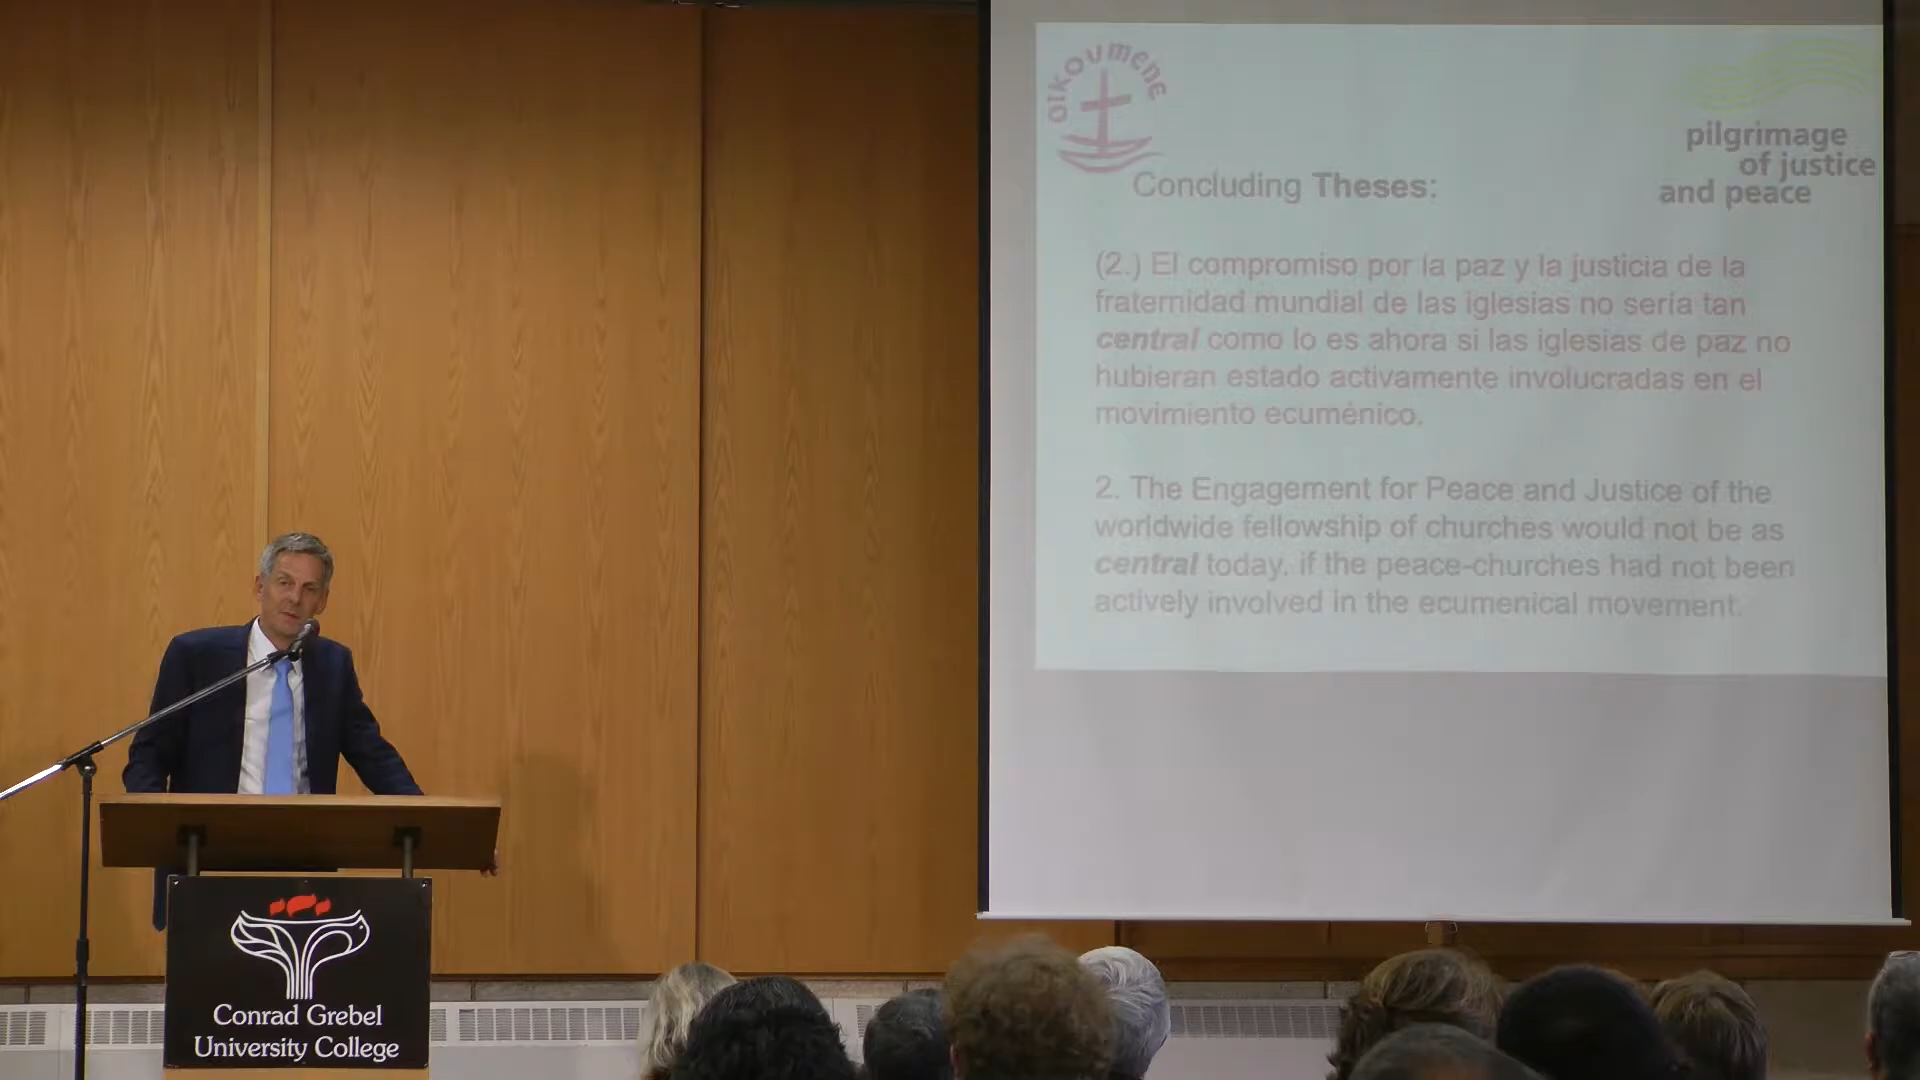 OIKOUMENE
pilgrimage
of justice
and peace
Concluding Theses:
(2.) El compromiso por la paz y la justicia de la
fraternidad mundial de las iglesias no sería tan
central como lo es ahora si las iglesias de paz no
hubieran estado activamente involucradas en el
movimiento ecuménico.
2. The Engagement for Peace and Justice of the
worldwide fellowship of churches would not be as
central today, if the peace-churches had not been
actively involved in the ecumenical movement.
Conrad Grebel
University College